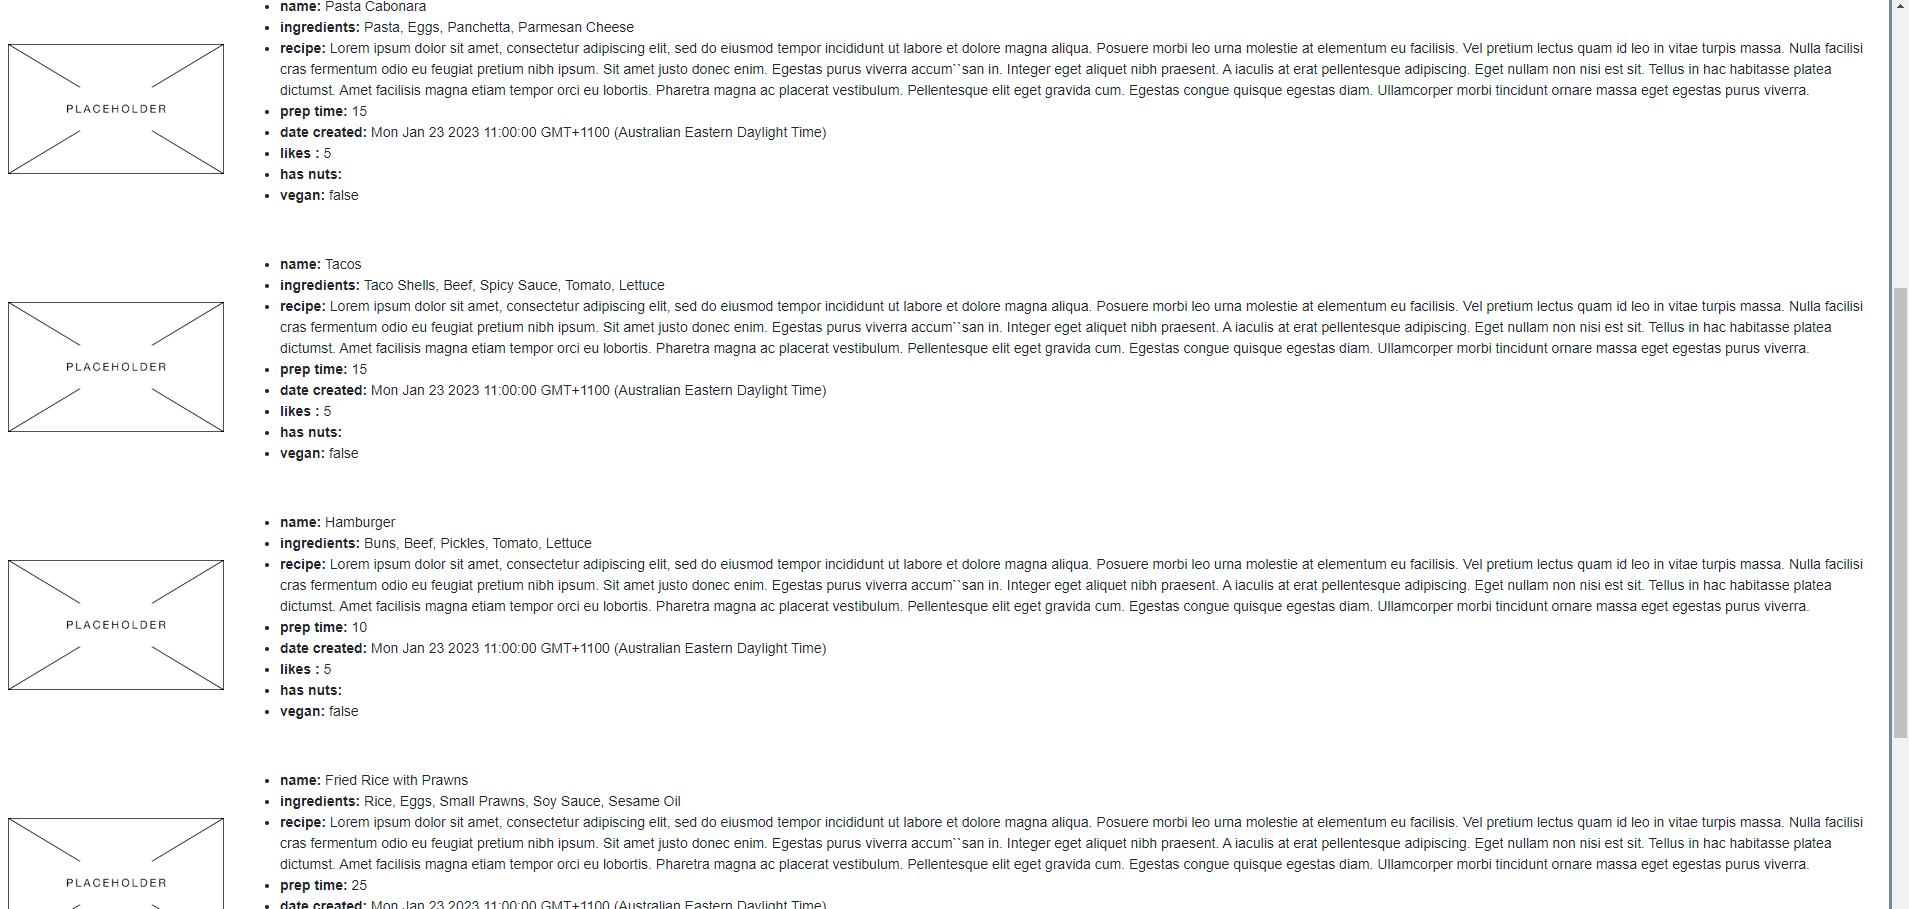 name: Pasta Cabonara
ingredients: Pasta, Eggs, Panchetta, Parmesan Cheese
recipe: Lorem ipsum dolor sit amet, consectetur adipiscing elit, sed do eiusmod tempor incididunt ut labore et dolore magna aliqua. Posuere morbi leo urna molestie at elementum eu facilisis. Vel pretium lectus quam id leo in vitae turpis massa. Nulla facilisi
cras fermentum odio eu feugiat pretium nibh ipsum. Sit amet justo donec enim. Egestas purus viverra accum``san in. Integer eget aliquet nibh praesent. A iaculis at erat pellentesque adipiscing. Eget nullam non nisi est sit. Tellus in hac habitasse platea
dictumst. Amet facilisis magna etiam tempor orci eu lobortis. Pharetra magna ac placerat vestibulum. Pellentesque elit eget gravida cum. Egestas congue quisque egestas diam. Ullamcorper morbi tincidunt ornare massa eget egestas purus viverra.
PLACEHOLDER
prep time: 15
date created: Mon Jan 23 2023 11:00:00 GMT+1100 (Australian Eastern Daylight Time)
likes : 5
has nuts:
vegan: false
name: Tacos
ingredients: Taco Shells, Beef, Spicy Sauce, Tomato, Lettuce
recipe: Lorem ipsum dolor sit amet, consectetur adipiscing elit, sed do eiusmod tempor incididunt ut labore et dolore magna aliqua. Posuere morbi leo urna molestie at elementum eu facilisis. Vel pretium lectus quam id leo in vitae turpis massa. Nulla facilisi
cras fermentum odio eu feugiat pretium nibh ipsum. Sit amet justo donec enim. Egestas purus viverra accum``san in. Integer eget aliquet nibh praesent. A iaculis at erat pellentesque adipiscing. Eget nullam non nisi est sit. Tellus in hac habitasse platea
dictumst. Amet facilisis magna etiam tempor orci eu lobortis. Pharetra magna ac placerat vestibulum. Pellentesque elit eget gravida cum. Egestas congue quisque egestas diam. Ullamcorper morbi tincidunt ornare massa eget egestas purus viverra.
PLACEHOLDER
prep time: 15
date created: Mon Jan 23 2023 11:00:00 GMT+1100 (Australian Eastern Daylight Time)
likes : 5
has nuts:
vegan: false
name: Hamburger
ingredients: Buns, Beef, Pickles, Tomato, Lettuce
recipe: Lorem ipsum dolor sit amet, consectetur adipiscing elit, sed do eiusmod tempor incididunt ut labore et dolore magna aliqua. Posuere morbi leo urna molestie at elementum eu facilisis. Vel pretium lectus quam id leo in vitae turpis massa. Nulla facilisi
cras fermentum odio eu feugiat pretium nibh ipsum. Sit amet justo donec enim. Egestas purus viverra accum``san in. Integer eget aliquet nibh praesent. A iaculis at erat pellentesque adipiscing. Eget nullam non nisi est sit. Tellus in hac habitasse platea
dictumst. Amet facilisis magna etiam tempor orci eu lobortis. Pharetra magna ac placerat vestibulum. Pellentesque elit eget gravida cum. Egestas congue quisque egestas diam. Ullamcorper morbi tincidunt ornare massa eget egestas purus viverra.
PLACEHOLDER
prep time: 10
date created: Mon Jan 23 2023 11:00:00 GMT+1100 (Australian Eastern Daylight Time)
likes : 5
has nuts:
vegan: false
name: Fried Rice with Prawns
ingredients: Rice, Eggs, Small Prawns, Soy Sauce, Sesame Oil
recipe: Lorem ipsum dolor sit amet, consectetur adipiscing elit, sed do eiusmod tempor incididunt ut labore et dolore magna aliqua. Posuere morbi leo urna molestie at elementum eu facilisis. Vel pretium lectus quam id leo in vitae turpis massa. Nulla facilisi
cras fermentum odio eu feugiat pretium nibh ipsum. Sit amet justo donec enim. Egestas purus viverra accum``san in. Integer eget aliquet nibh praesent. A iaculis at erat pellentesque adipiscing. Eget nullam non nisi est sit. Tellus in hac habitasse platea
dictumst. Amet facilisis magna etiam tempor orci eu lobortis. Pharetra magna ac placerat vestibulum. Pellentesque elit eget gravida cum. Egestas congue quisque egestas diam. Ullamcorper morbi tincidunt ornare massa eget egestas purus viverra.
PLACEHOLDER
prep time: 25
date created: Mon Jan 23 2023 11:00:00 GMT+1100 (Australian Eastern Daylight Time)